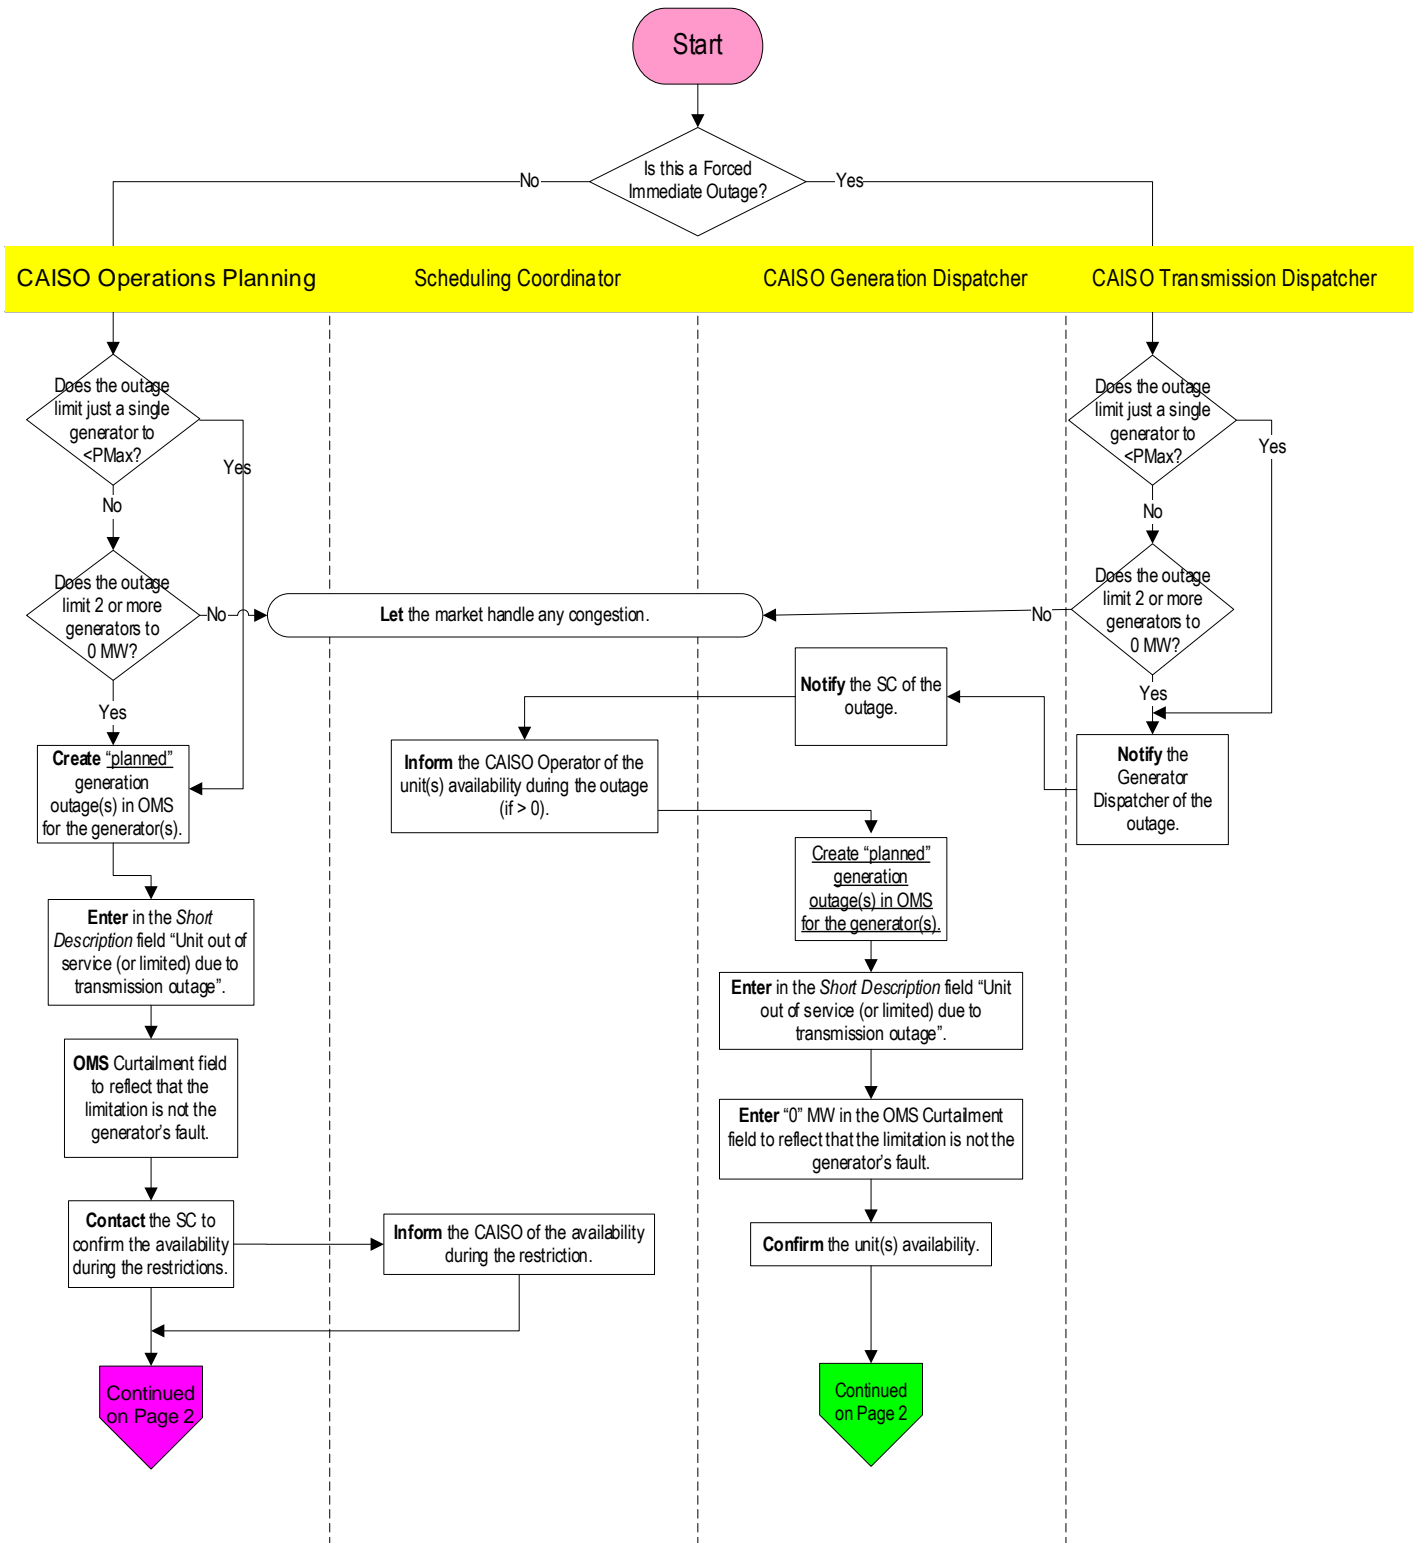 Start
Is this a Forced
Immediate Outage?
No
Yes
CAISO Operations Planning
Scheduling Coordinator
CAISO Generation Dispatcher
CAISO Transmission Dispatcher
Does the outage
limit just a single
generator to
<PMax?
Yes
No
Does the outage
limit 2 or more
generators to
0 MW?
No
Yes
Let the market handle any congestion.
Does the outage
limit just a single
generator to
<PMax?
Yes
No
Does the outage
limit 2 or more
generators to
0 MW?
No
Yes
Notify the
Generator
Dispatcher of the
outage.
Notify the SC of the
outage.
Inform the CAISO Operator of the
unit(s) availability during the outage
(if > 0).
Create “planned”
generation
outage(s) in OMS
for the generator(s).
Enter in the Short
Description field “Unit out of
service (or limited) due to
transmission outage”.
OMS Curtailment field
to reflect that the
limitation is not the
generator’s fault.
Contact the SC to
confirm the availability
during the restrictions.
Inform the CAISO of the availability
during the restriction.
Continued
on Page 2
Create “planned”
generation
outage(s) in OMS
for the generator(s).
Enter in the Short Description field “Unit
out of service (or limited) due to
transmission outage”.
Enter “0” MW in the OMS Curtailment
field to reflect that the limitation is not the
generator’s fault.
Confirm the unit(s) availability.
Continued
on Page 2